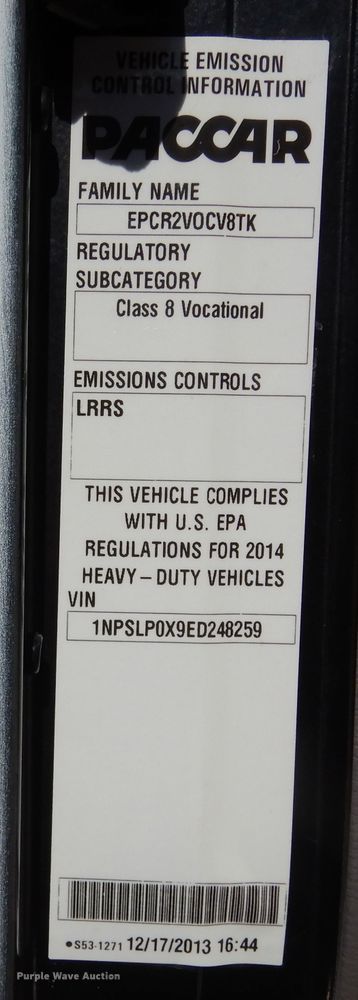 VEHICLE EMISSION
CONTROL INFORMATION
PACCAR
FAMILY NAME
EPCR2VOCV8TK
REGULATORY
SUBCATEGORY
Class 8 Vocational
EMISSIONS CONTROLS
LRRS
THIS VEHICLE COMPLIES
WITH U.S. EPA
REGULATIONS FOR 2014
HEAVY – DUTY VEHICLES
VIN
1NPSLP0X9ED248259
•S53-1271 12/17/2013 16:44
Purple Wave Auction